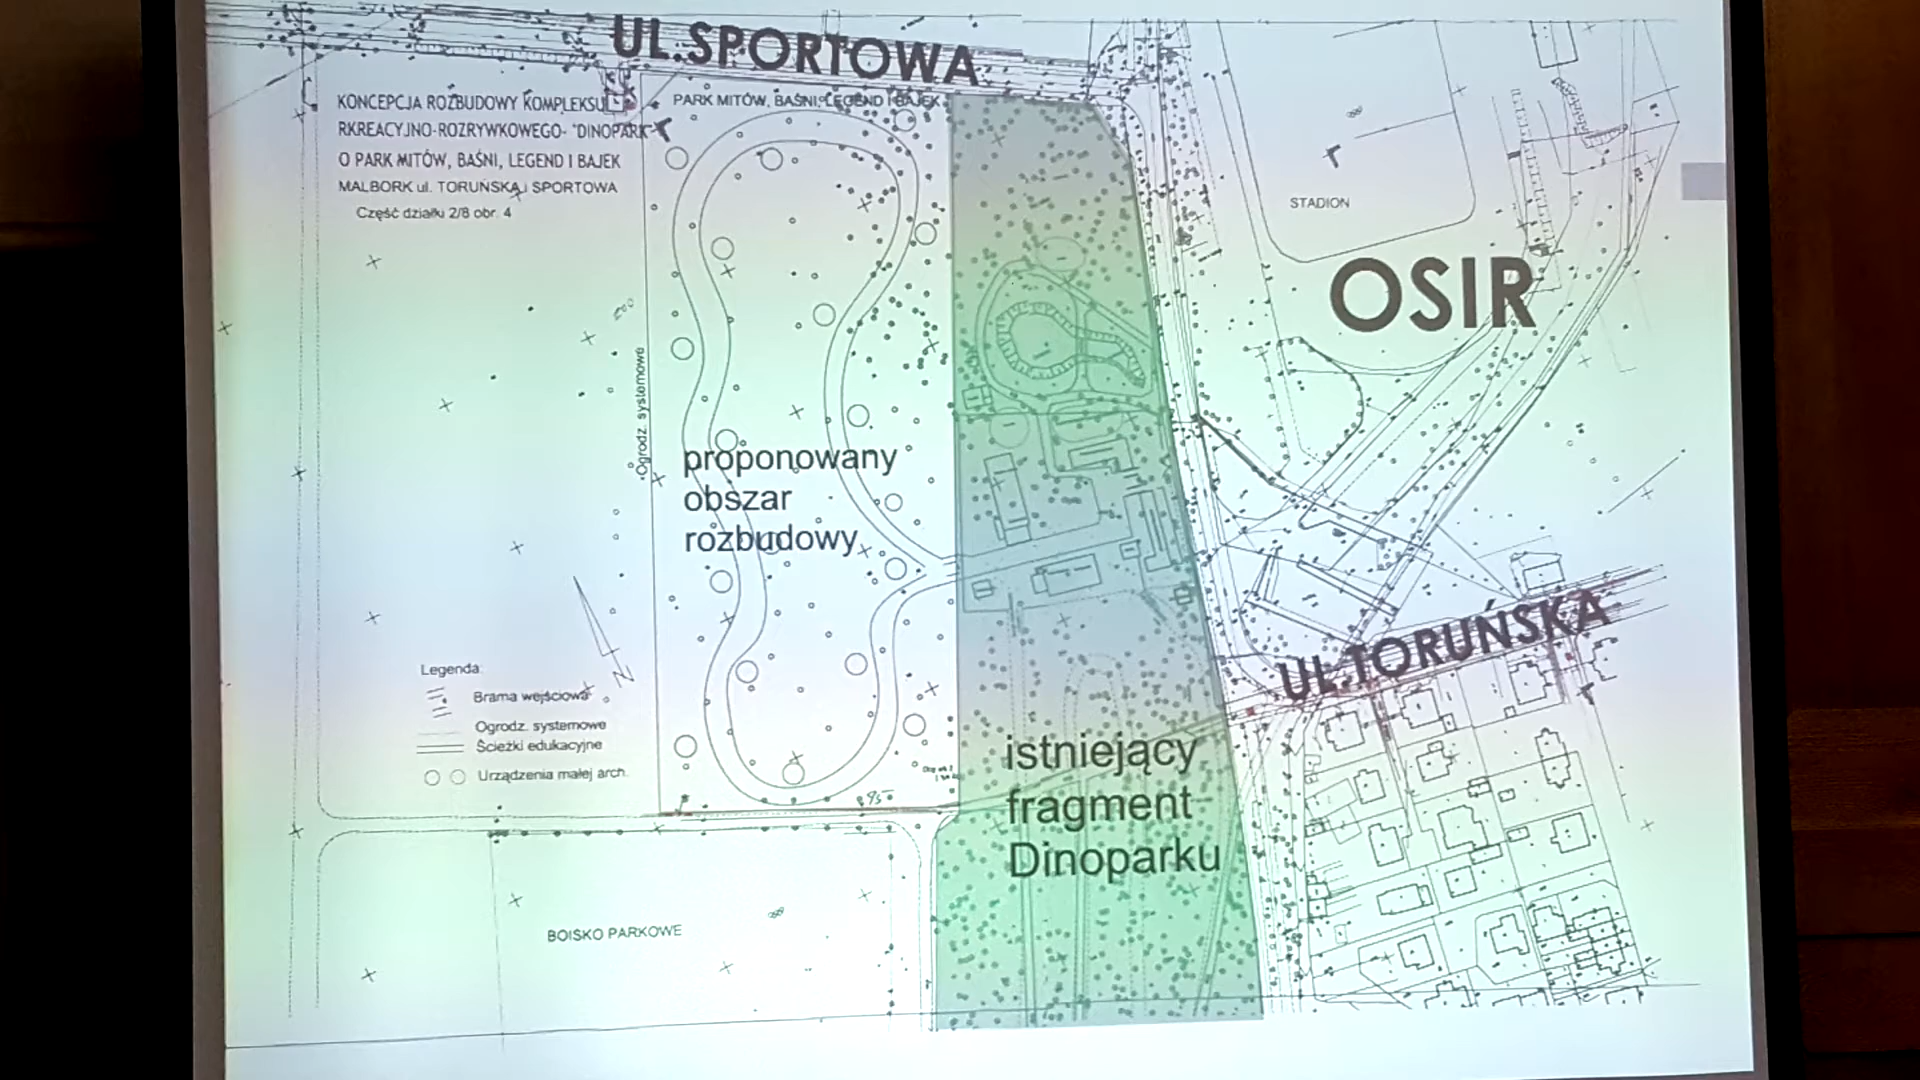 UL.SPORTOWA
KONCEPCJA ROZBUDOWY KOMPLEKSU
RKREACYJNO-ROZRYWKOWEGO- "DINOPARK"
O PARK MITÓW, BAŚNI, LEGEND I BAJEK
MALBORK ul. TORUŃSKA i SPORTOWA
Część działki 2/8 obr. 4
PARK MITÓW, BAŚNI, LEGEND I BAJEK
STADION
OSIR
Ogrodz. systemowe
proponowany
obszar
rozbudowy
UL.TORUŃSKA
N
Legenda:
Brama wejściowa
Ogrodz. systemowe
Ścieżki edukacyjne
Urządzenia małej arch.
istniejący
fragment
Dinoparku
BOISKO PARKOWE